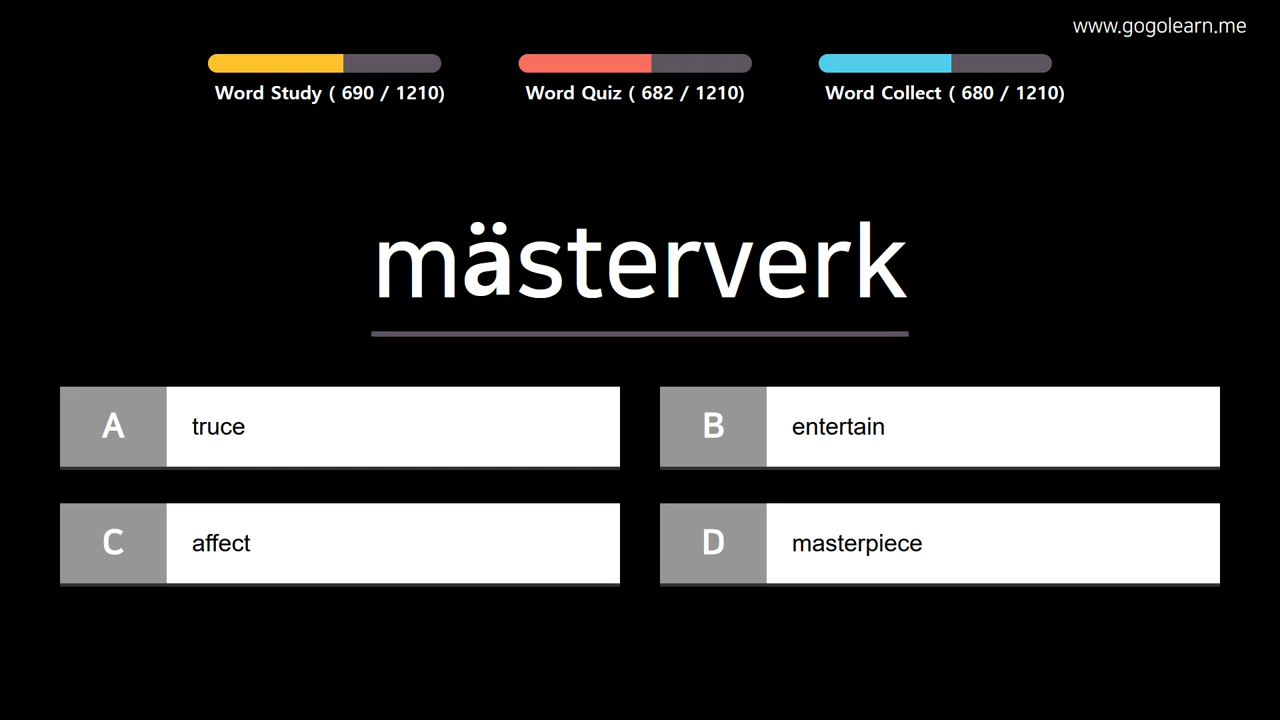 www.gogolearn.me
Word Study ( 690 / 1210)
Word Quiz ( 682 / 1210)
Word Collect ( 680 / 1210)
mästerverk
A truce
B entertain
C affect
D masterpiece